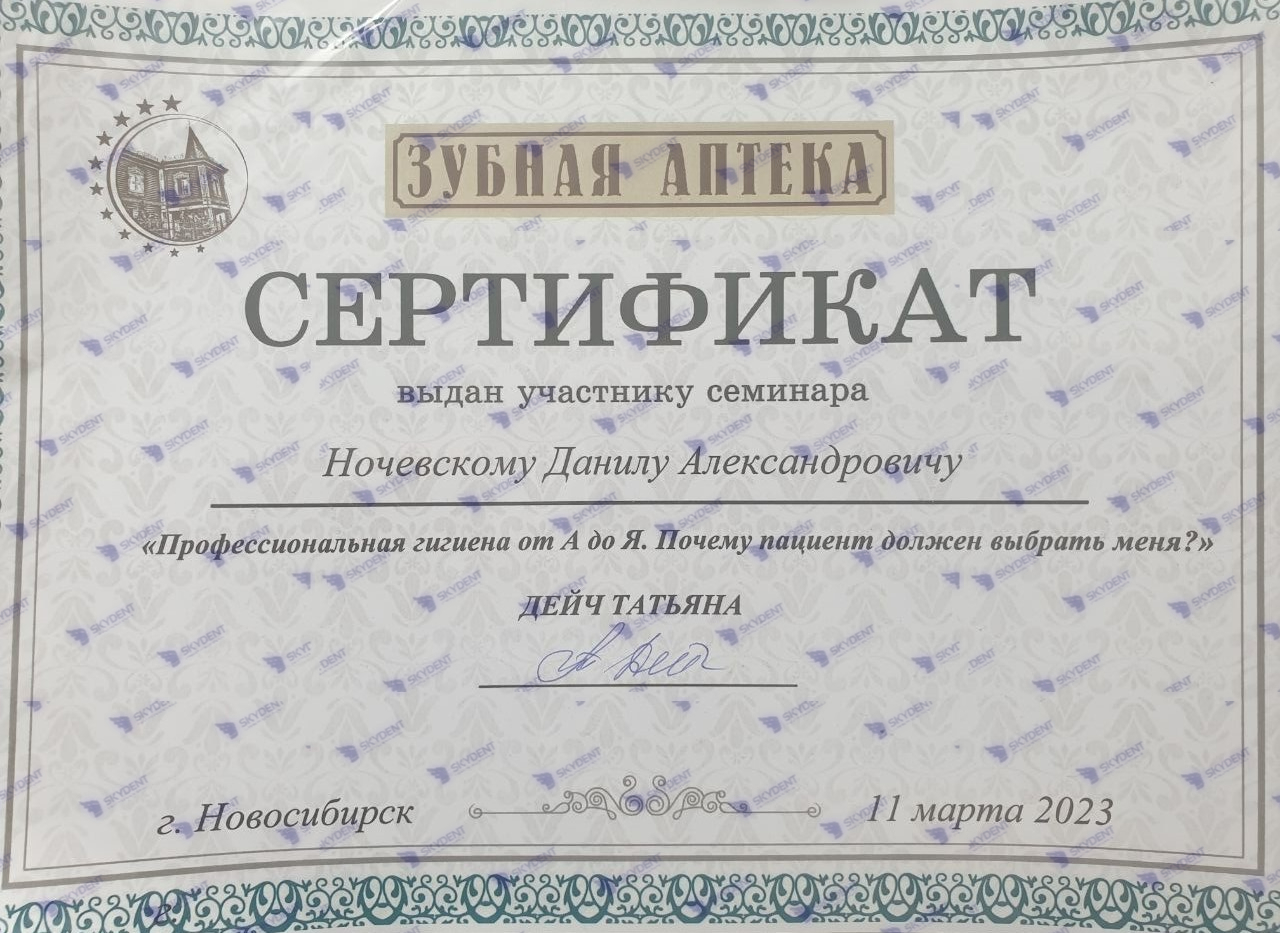 ЗУБНАЯ АПТЕКА
СЕРТИФИКАТ
выдан участнику семинара
Ночевскому Данилу Александровичу
«Профессиональная гигиена от А до Я. Почему пациент должен выбрать меня?»
ДЕЙЧ ТАТЬЯНА
г. Новосибирск
11 марта 2023
SKYDENT